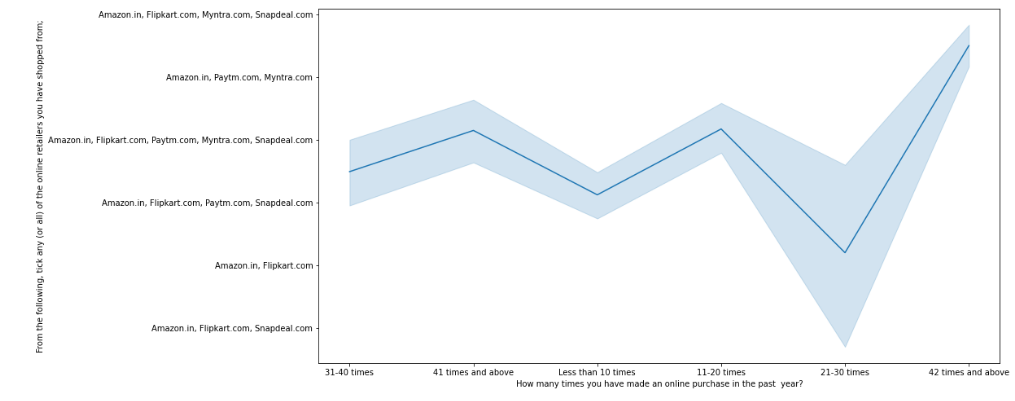 From the following, tick any (or all) of the online retailers you have shopped from;
Amazon.in, Flipkart.com, Myntra.com, Snapdeal.com
Amazon.in, Paytm.com, Myntra.com
Amazon.in, Flipkart.com, Paytm.com, Myntra.com, Snapdeal.com
Amazon.in, Flipkart.com, Paytm.com, Snapdeal.com
Amazon.in, Flipkart.com
Amazon.in, Flipkart.com, Snapdeal.com
31-40 times 41 times and above Less than 10 times 11-20 times 21-30 times 42 times and above
How many times you have made an online purchase in the past  year?